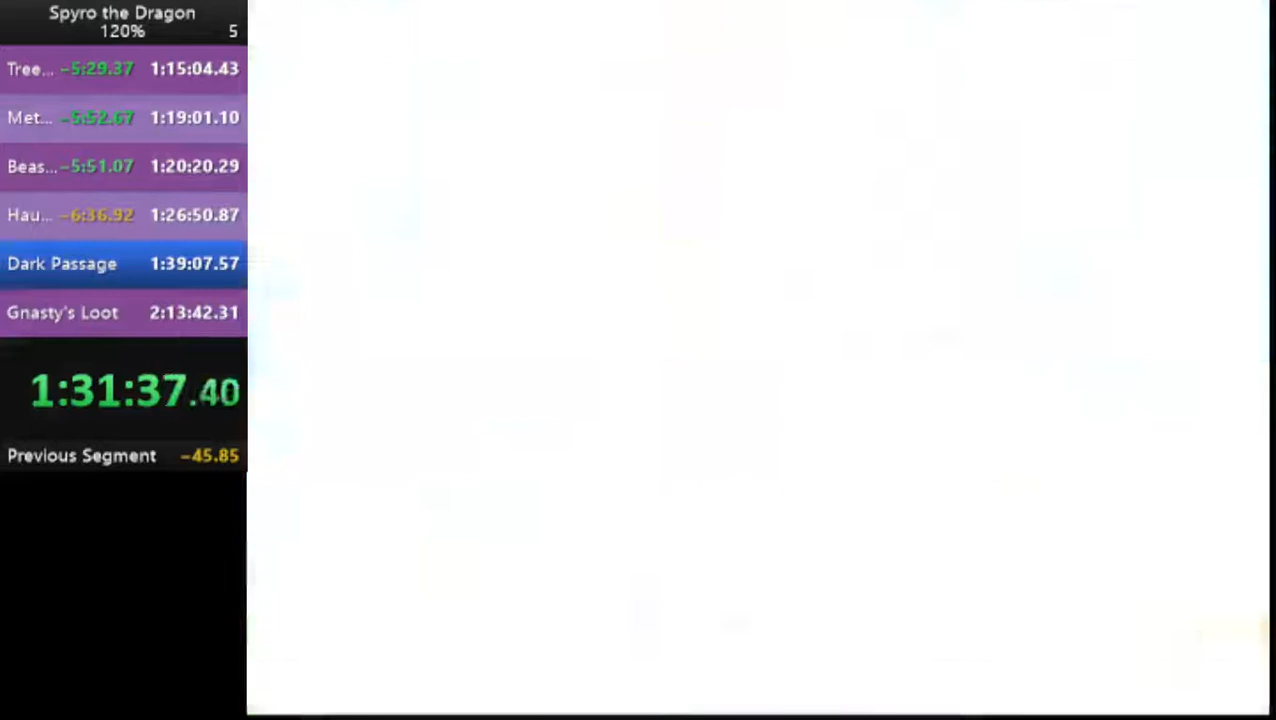 Spyro the Dragon
120% 5
Tree... −5:29.37 1:15:04.43
Met... −5:52.67 1:19:01.10
Beas... −5:51.07 1:20:20.29
Hau... −6:36.92 1:26:50.87
Dark Passage 1:39:07.57
Gnasty's Loot 2:13:42.31
1:31:37.40
Previous Segment −45.85